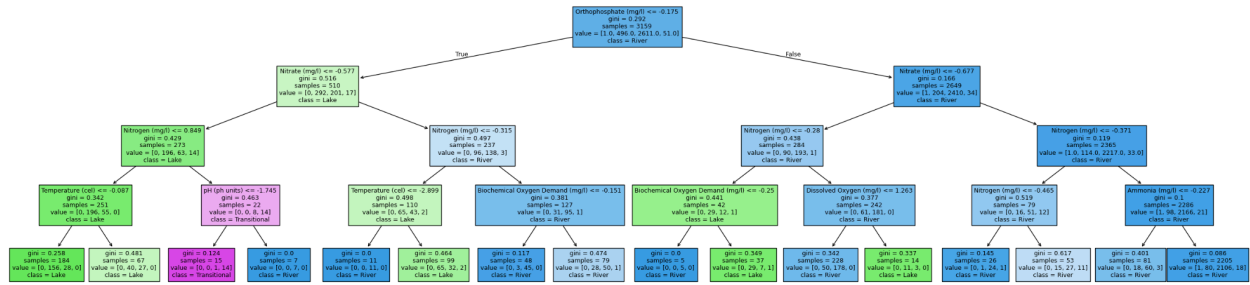 Orthophosphate (mg/l) <= -0.175
gini = 0.292
samples = 3159
value = [1.0, 496.0, 2611.0, 51.0]
class = River
True
False
Nitrate (mg/l) <= -0.577
gini = 0.516
samples = 510
value = [0, 292, 201, 17]
class = Lake
Nitrate (mg/l) <= -0.677
gini = 0.166
samples = 2649
value = [1, 204, 2410, 34]
class = River
Nitrogen (mg/l) <= 0.849
gini = 0.429
samples = 273
value = [0, 196, 63, 14]
class = Lake
Nitrogen (mg/l) <= -0.315
gini = 0.497
samples = 237
value = [0, 96, 138, 3]
class = River
Nitrogen (mg/l) <= -0.28
gini = 0.438
samples = 284
value = [0, 90, 193, 1]
class = River
Nitrogen (mg/l) <= -0.371
gini = 0.119
samples = 2365
value = [1.0, 114.0, 2217.0, 33.0]
class = River
Temperature (cel) <= -0.087
gini = 0.342
samples = 251
value = [0, 196, 55, 0]
class = Lake
pH (ph units) <= -1.745
gini = 0.463
samples = 22
value = [0, 0, 8, 14]
class = Transitional
Temperature (cel) <= -2.899
gini = 0.498
samples = 110
value = [0, 65, 43, 2]
class = Lake
Biochemical Oxygen Demand (mg/l) <= -0.151
gini = 0.381
samples = 127
value = [0, 31, 95, 1]
class = River
Biochemical Oxygen Demand (mg/l) <= -0.25
gini = 0.441
samples = 42
value = [0, 29, 12, 1]
class = Lake
Dissolved Oxygen (mg/l) <= 1.263
gini = 0.377
samples = 242
value = [0, 61, 181, 0]
class = River
Nitrogen (mg/l) <= -0.465
gini = 0.519
samples = 79
value = [0, 16, 51, 12]
class = River
Ammonia (mg/l) <= -0.227
gini = 0.1
samples = 2286
value = [1, 98, 2166, 21]
class = River
gini = 0.258
samples = 184
value = [0, 156, 28, 0]
class = Lake
gini = 0.481
samples = 67
value = [0, 40, 27, 0]
class = Lake
gini = 0.124
samples = 15
value = [0, 0, 1, 14]
class = Transitional
gini = 0.0
samples = 7
value = [0, 0, 7, 0]
class = River
gini = 0.0
samples = 11
value = [0, 0, 11, 0]
class = River
gini = 0.464
samples = 99
value = [0, 65, 32, 2]
class = Lake
gini = 0.117
samples = 48
value = [0, 3, 45, 0]
class = River
gini = 0.474
samples = 79
value = [0, 28, 50, 1]
class = River
gini = 0.0
samples = 5
value = [0, 0, 5, 0]
class = River
gini = 0.349
samples = 37
value = [0, 29, 7, 1]
class = Lake
gini = 0.342
samples = 228
value = [0, 50, 178, 0]
class = River
gini = 0.337
samples = 14
value = [0, 11, 3, 0]
class = Lake
gini = 0.145
samples = 26
value = [0, 1, 24, 1]
class = River
gini = 0.617
samples = 53
value = [0, 15, 27, 11]
class = River
gini = 0.401
samples = 81
value = [0, 18, 60, 3]
class = River
gini = 0.086
samples = 2205
value = [1, 80, 2106, 18]
class = River